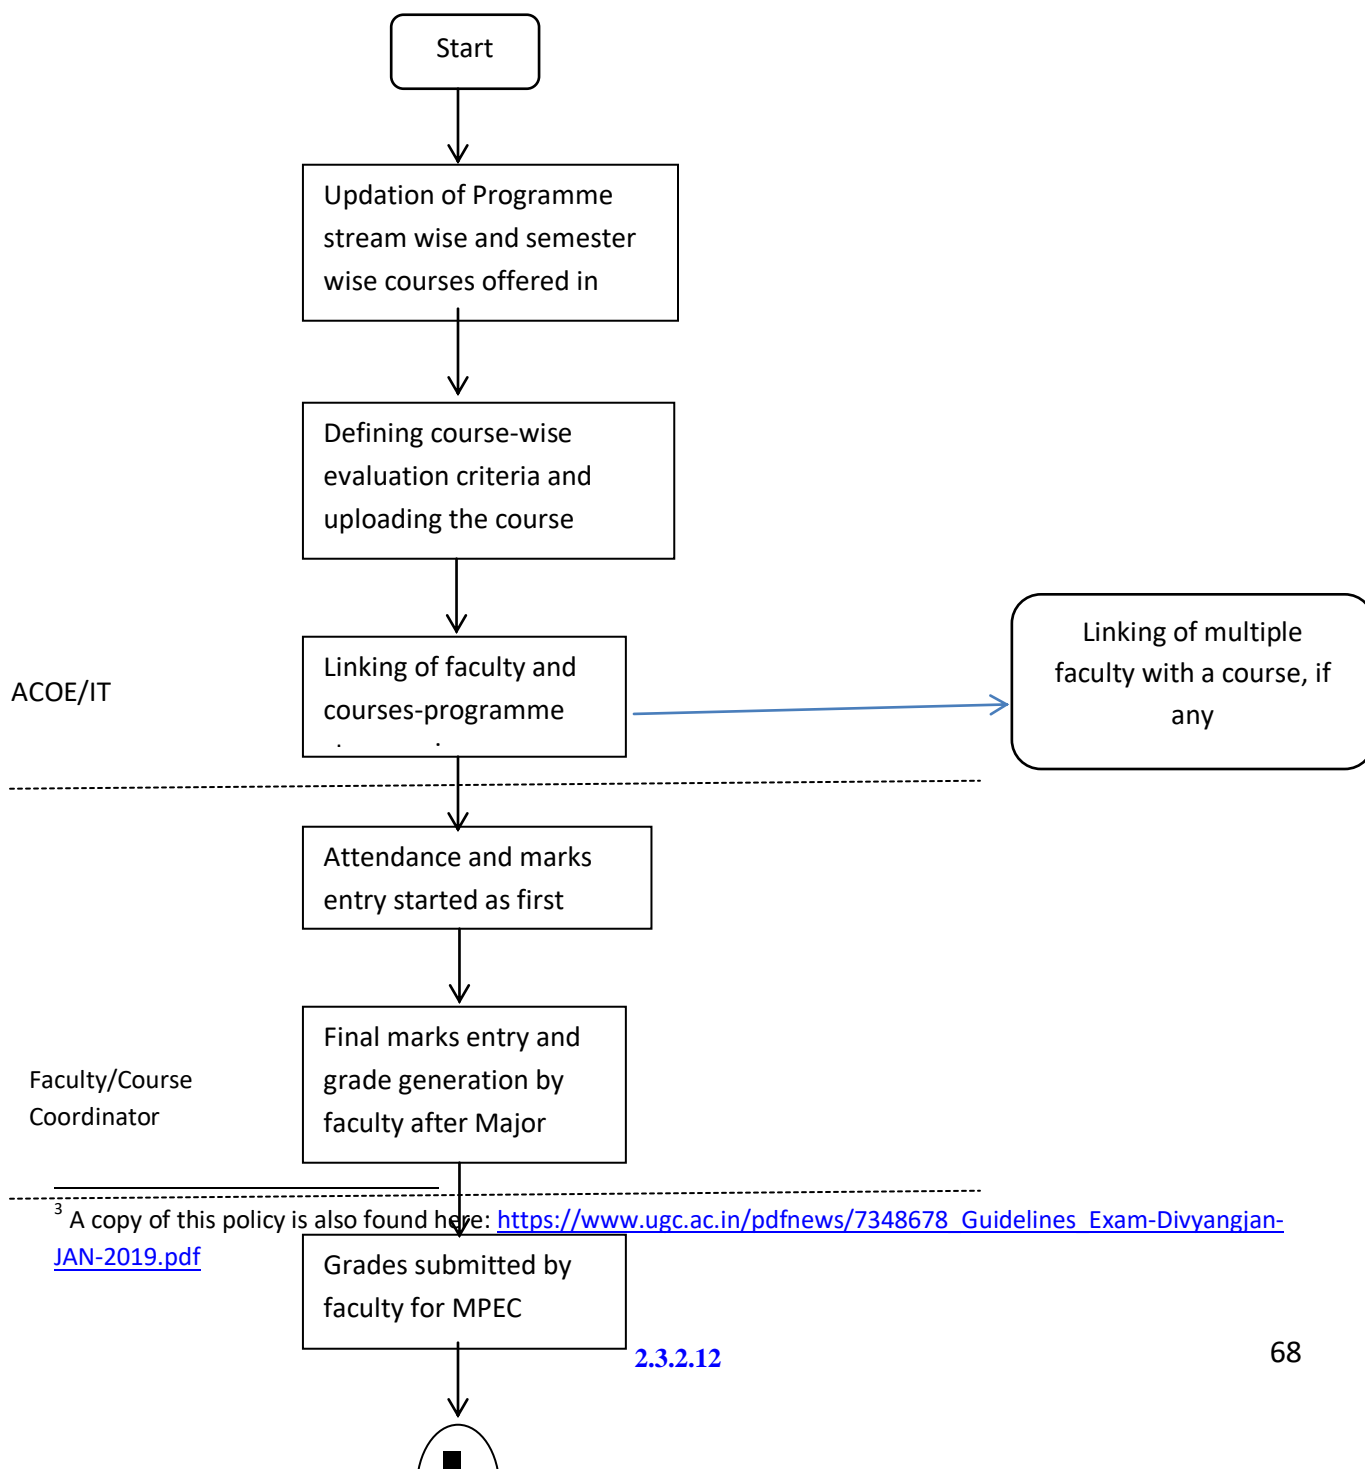 Start
Updation of Programme
stream wise and semester
wise courses offered in
Defining course-wise
evaluation criteria and
uploading the course
Linking of faculty and
courses-programme
Linking of multiple
faculty with a course, if
any
ACOE/IT
Attendance and marks
entry started as first
Final marks entry and
grade generation by
faculty after Major
Faculty/Course
Coordinator
3 A copy of this policy is also found here: https://www.ugc.ac.in/pdfnews/7348678_Guidelines_Exam-Divyangjan-
JAN-2019.pdf
Grades submitted by
faculty for MPEC
2.3.2.12
68